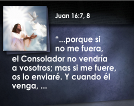 Juan 16:7, 8
"...porque si
no me fuera,
el Consolador no vendría
a vosotros; mas si me fuere,
os lo enviaré. Y cuando él
venga, ...